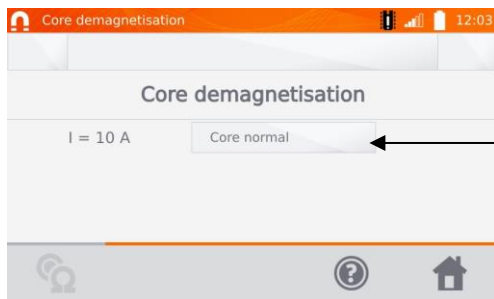 Core demagnetisation
12:03
Core demagnetisation
I = 10 A
Core normal